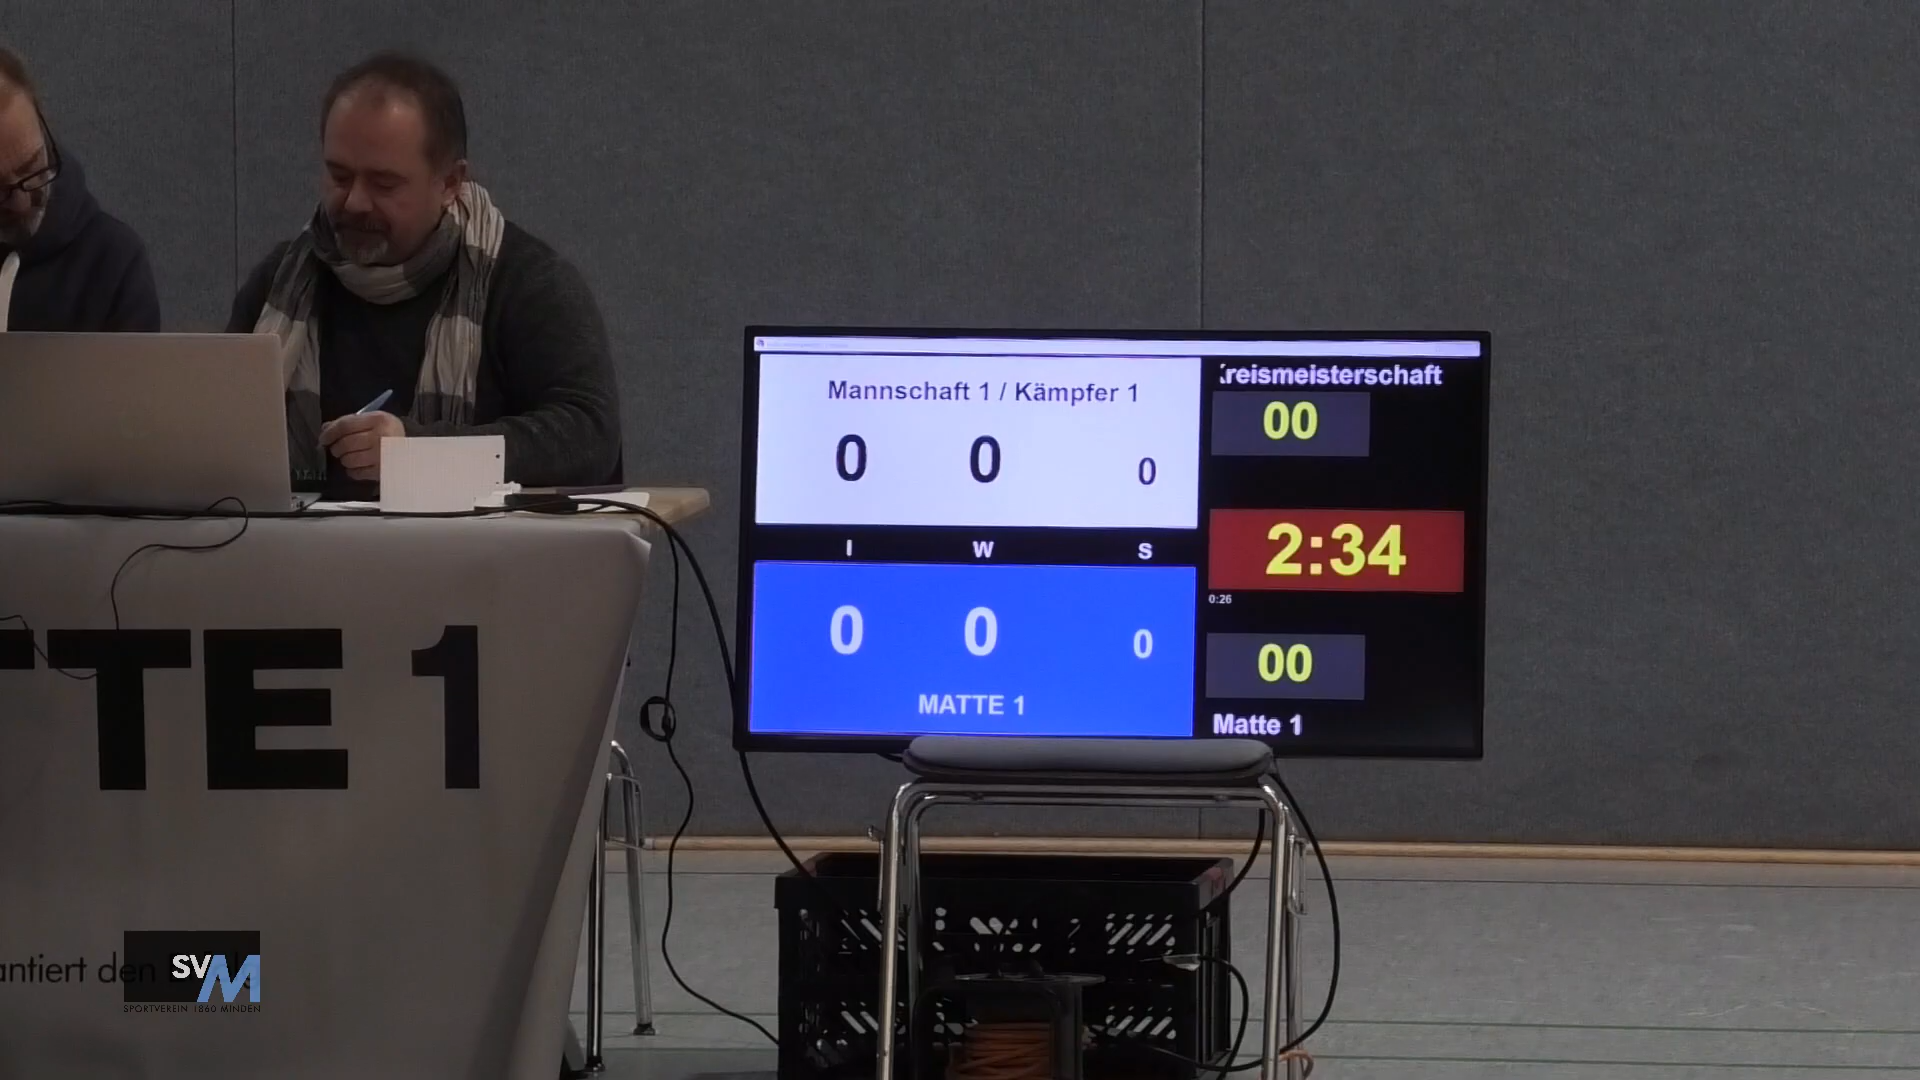 Mannschaft 1 / Kämpfer 1
0 0 0
I W S
0 0 0
MATTE 1
reismeisterschaft
00
2:34
0:26
00
Matte 1
TTE 1
antiert den
SVM
SPORTVEREIN 1860 MINDEN